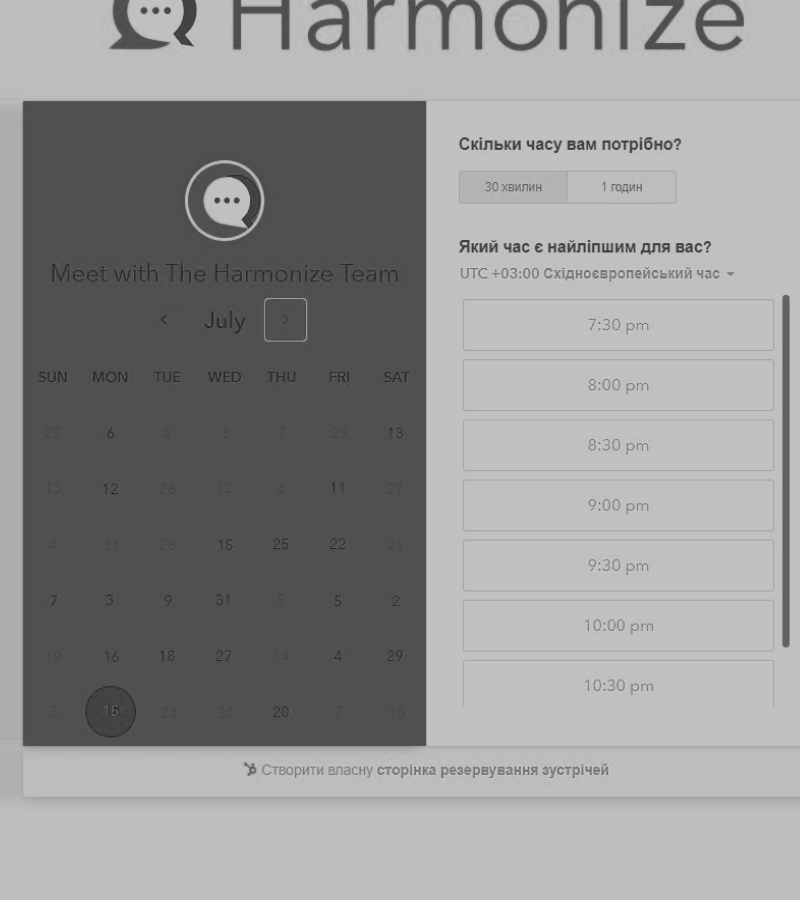 Harmonize
Meet with The Harmonize Team
July
SUN MON TUE WED THU FRI SAT
27 6 4 3 7 29 13
13 12 26 12 4 11 27
4 31 28 15 25 22 21
7 3 9 31 5 5 2
19 16 18 27 14 4 29
8 15 24 30 20 7 10
Скільки часу вам потрібно?
30 хвилин 1 годин
Який час є найліпшим для вас?
UTC +03:00 Східноєвропейський час
7:30 pm
8:00 pm
8:30 pm
9:00 pm
9:30 pm
10:00 pm
10:30 pm
Створити власну сторінка резервування зустрічей